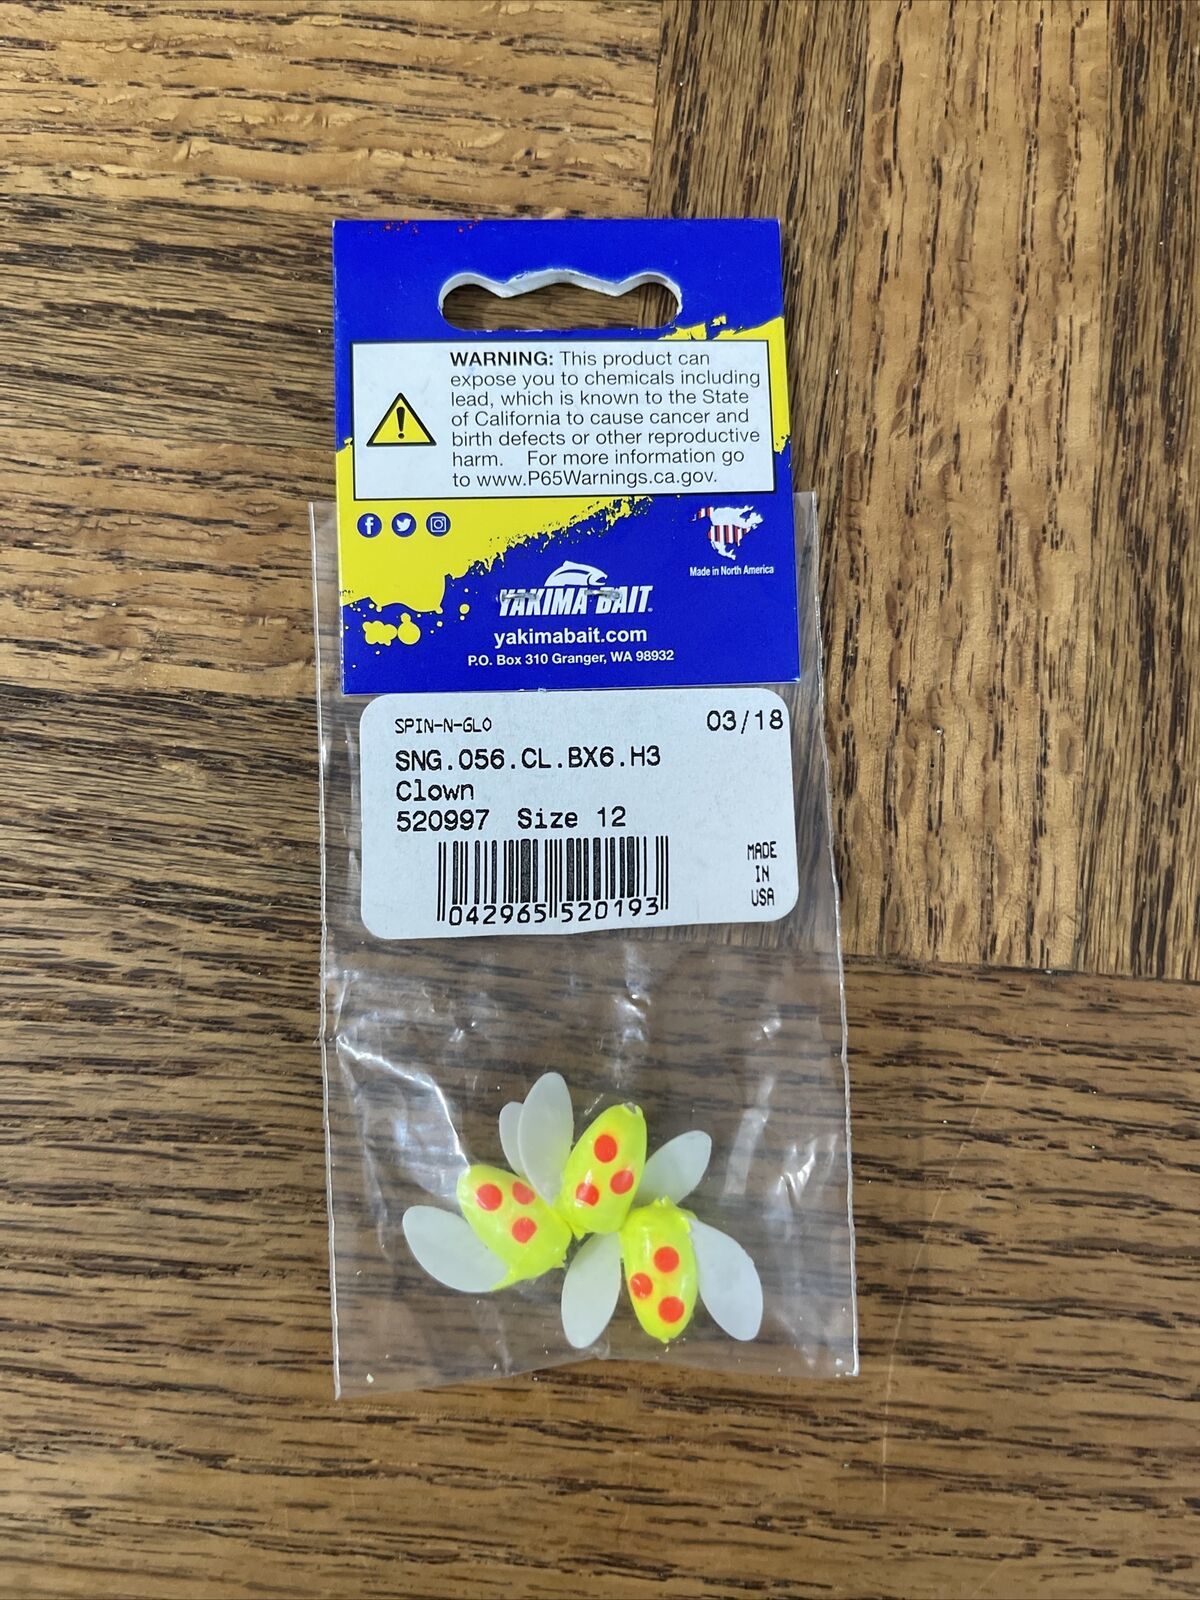 WARNING: This product can
expose you to chemicals including
lead, which is known to the State
of California to cause cancer and
birth defects or other reproductive
harm. For more information go
to www.P65Warnings.ca.gov.
Made in North America
YAKIMA BAIT®
yakimabait.com
P.O. Box 310 Granger, WA 98932
SPIN-N-GLO 03/18
SNG.056.CL.BX6.H3
Clown
520997 Size 12
MADE
IN
USA
042965 520193